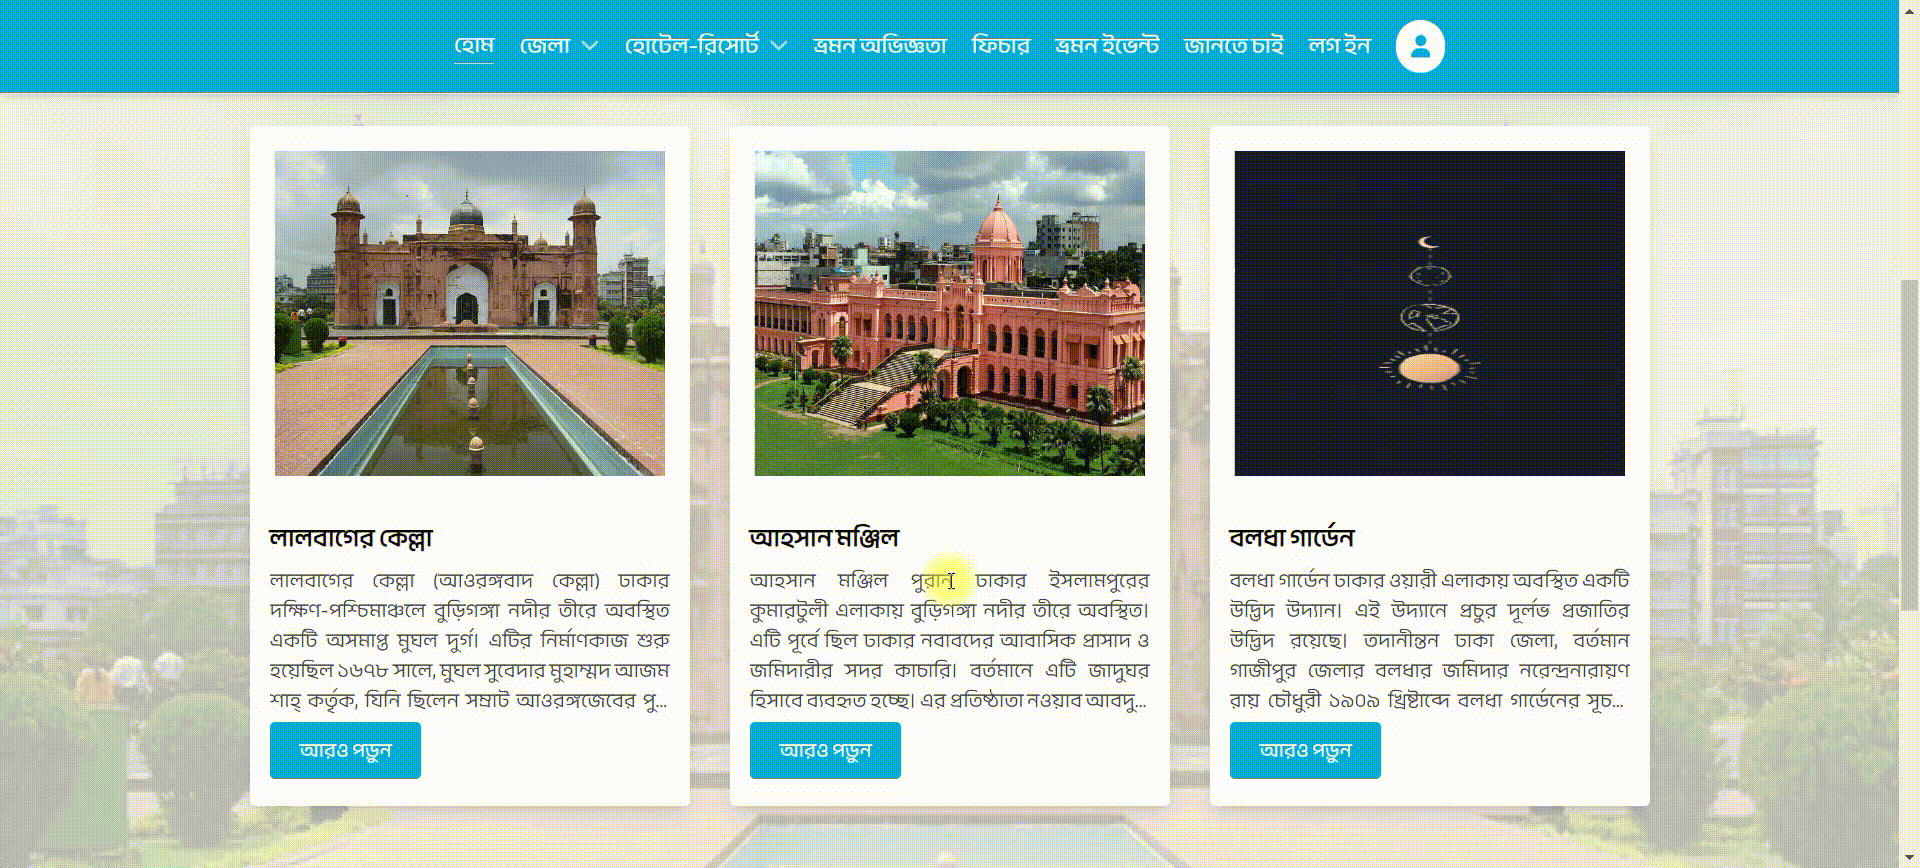 হোম জেলা হোটেল-রিসোর্ট ভ্রমন অভিজ্ঞতা ফিচার ভ্রমন ইভেন্ট জানতে চাই লগ ইন
লালবাগের কেল্লা
লালবাগের কেল্লা (আওরঙ্গবাদ কেল্লা) ঢাকার
দক্ষিণ-পশ্চিমাঞ্চলে বুড়িগঙ্গা নদীর তীরে অবস্থিত
একটি অসমাপ্ত মুঘল দুর্গ। এটির নির্মাণকাজ শুরু
হয়েছিল ১৬৭৮ সালে, মুঘল সুবেদার মুহাম্মদ আজম
শাহ্ কর্তৃক, যিনি ছিলেন সম্রাট আওরঙ্গজেবের পু...
আরও পড়ুন
আহসান মঞ্জিল
আহসান মঞ্জিল পুরান ঢাকার ইসলামপুরের
কুমারটুলী এলাকায় বুড়িগঙ্গা নদীর তীরে অবস্থিত।
এটি পূর্বে ছিল ঢাকার নবাবদের আবাসিক প্রাসাদ ও
জমিদারীর সদর কাচারি। বর্তমানে এটি জাদুঘর
হিসাবে ব্যবহৃত হচ্ছে। এর প্রতিষ্ঠাতা নওয়াব আবদু...
আরও পড়ুন
বলধা গার্ডেন
বলধা গার্ডেন ঢাকার ওয়ারী এলাকায় অবস্থিত একটি
উদ্ভিদ উদ্যান। এই উদ্যানে প্রচুর দূর্লভ প্রজাতির
উদ্ভিদ রয়েছে। তদানীন্তন ঢাকা জেলা, বর্তমান
গাজীপুর জেলার বলধার জমিদার নরেন্দ্রনারায়ণ
রায় চৌধুরী ১৯০৯ খ্রিষ্টাব্দে বলধা গার্ডেনের সূচ...
আরও পড়ুন